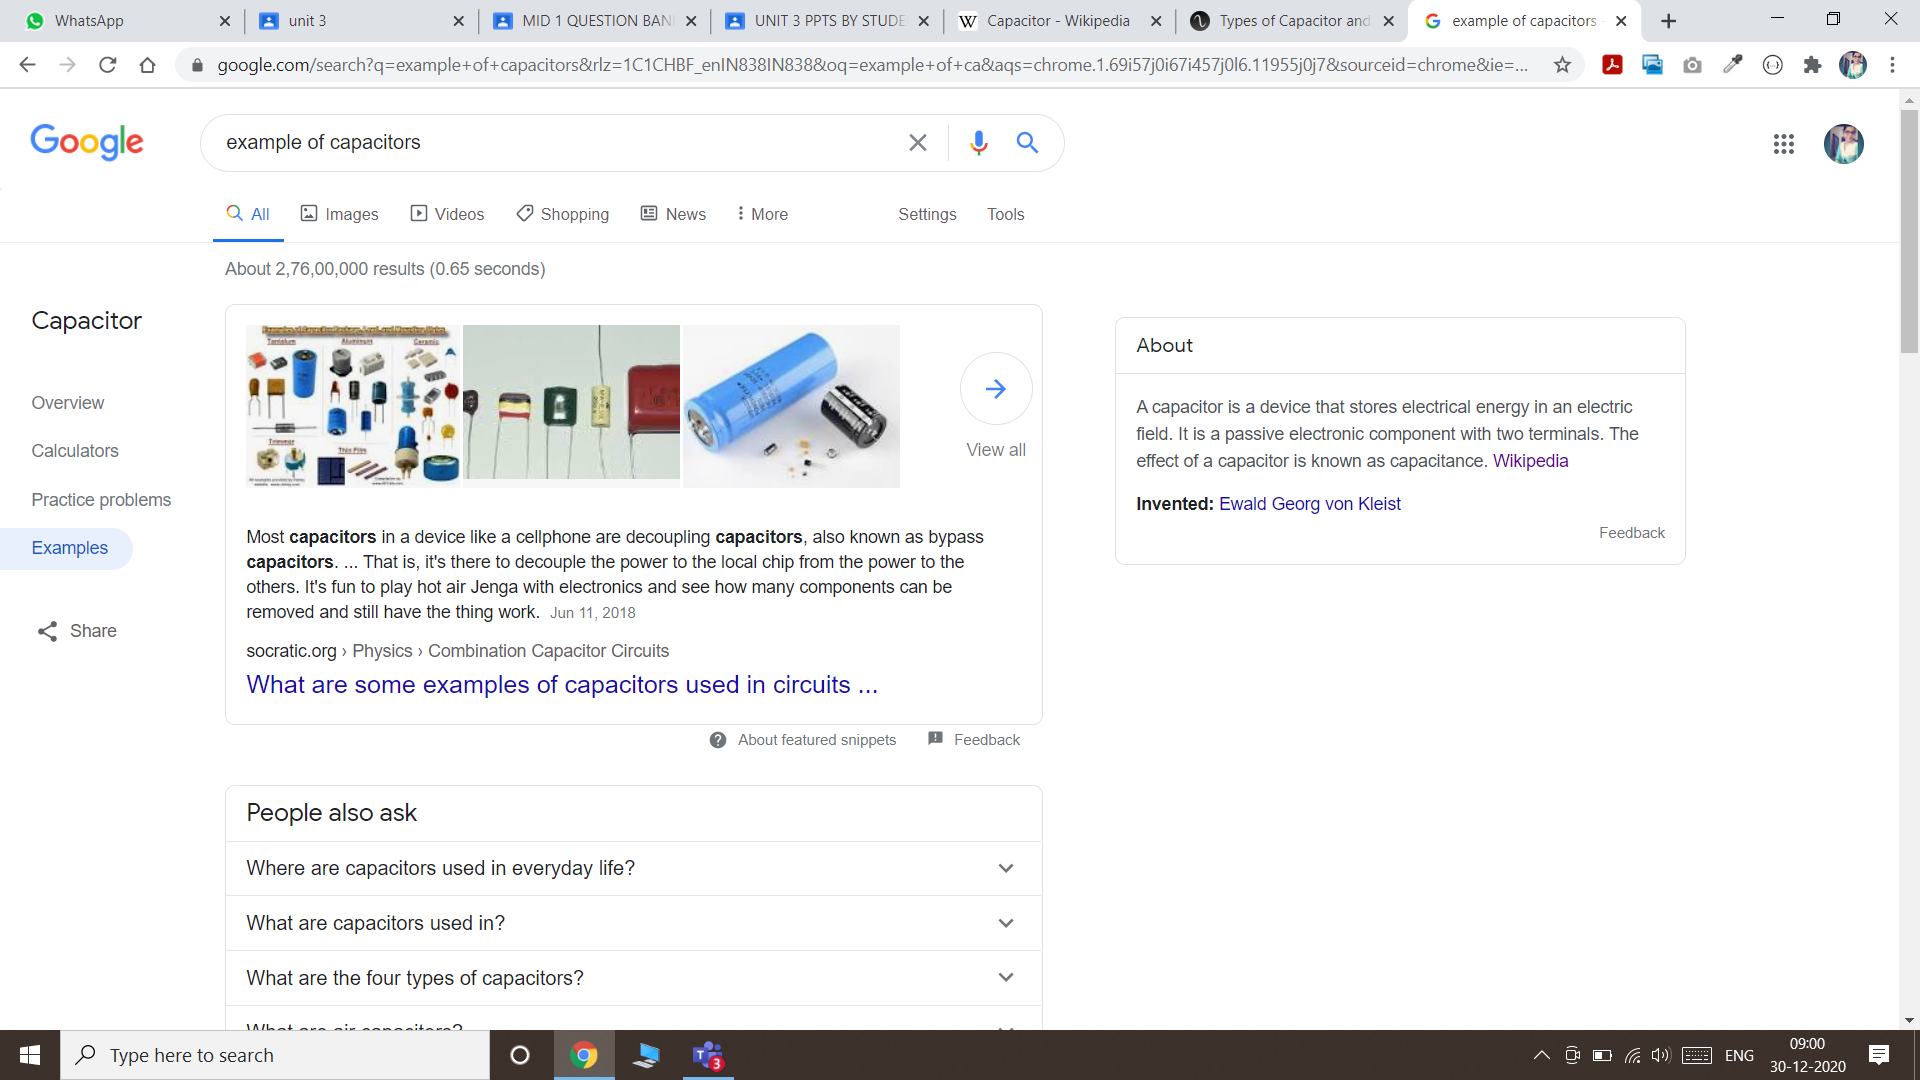 WhatsApp
unit 3
MID 1 QUESTION BAN
UNIT 3 PPTS BY STUDE
Capacitor - Wikipedia
Types of Capacitor and
example of capacitors
google.com/search?q=example+of+capacitors&rlz=1C1CHBF_enIN838IN838&oq=example+of+ca&aqs=chrome.1.69i57j0i67i457j0l6.11955j0j7&sourceid=chrome&ie=...
Google
example of capacitors
All
Images
Videos
Shopping
News
More
Settings
Tools
About 2,76,00,000 results (0.65 seconds)
Capacitor
Overview
Calculators
Practice problems
Examples
Share
Tantalum
Aluminum
Ceramic
Trimmer
Thin Film
View all
Most capacitors in a device like a cellphone are decoupling capacitors, also known as bypass
capacitors. ... That is, it's there to decouple the power to the local chip from the power to the
others. It's fun to play hot air Jenga with electronics and see how many components can be
removed and still have the thing work. Jun 11, 2018
socratic.org › Physics › Combination Capacitor Circuits
What are some examples of capacitors used in circuits ...
About featured snippets
Feedback
About
A capacitor is a device that stores electrical energy in an electric
field. It is a passive electronic component with two terminals. The
effect of a capacitor is known as capacitance. Wikipedia
Invented: Ewald Georg von Kleist
Feedback
People also ask
Where are capacitors used in everyday life?
What are capacitors used in?
What are the four types of capacitors?
What are air capacitors?
Type here to search
3
ENG
09:00
30-12-2020